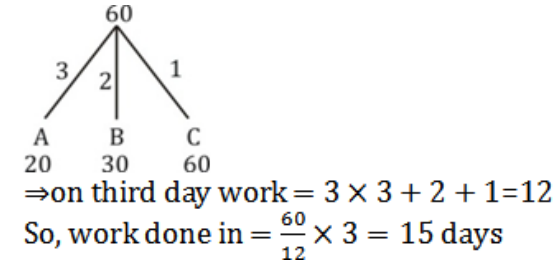 60
3 2 1
A B C
20 30 60
⇒on third day work = 3 × 3 + 2 + 1=12
So, work done in = 60/12 × 3 = 15 days